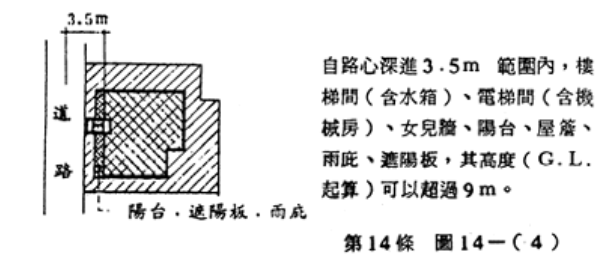 3.5m
道
路
陽台．遮陽板．雨庇
自路心深進3.5m 範圍內，樓
梯間（含水箱）、電梯間（含機
械房）、女兒牆、陽台、屋簷、
雨庇、遮陽板，其高度（G.L.
起算）可以超過9m。
第14條 圖14—(4)